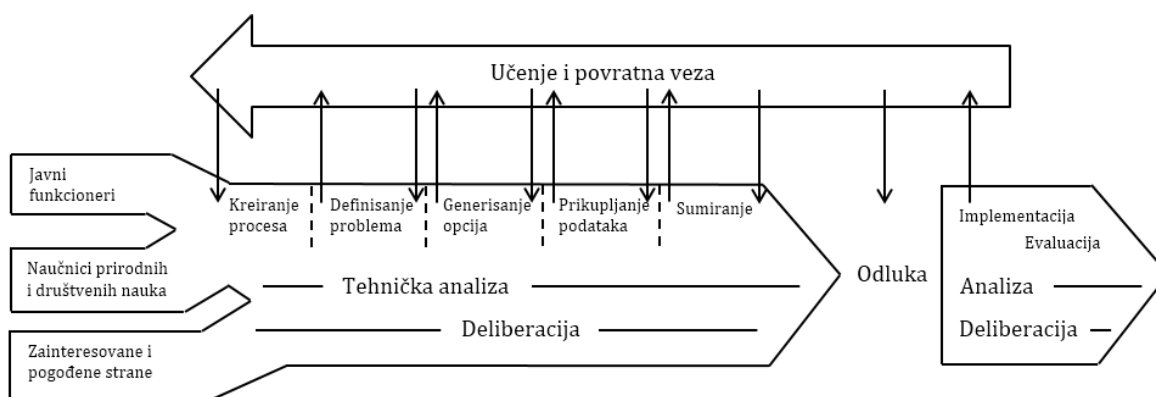 Učenje i povratna veza
Javni
funkcioneri
Naučnici prirodnih
i društvenih nauka
Zainteresovane i
pogođene strane
Kreiranje
procesa
Definisanje
problema
Generisanje
opcija
Prikupljanje
podataka
Sumiranje
Tehnička analiza
Deliberacija
Odluka
Implementacija
Evaluacija
Analiza
Deliberacija